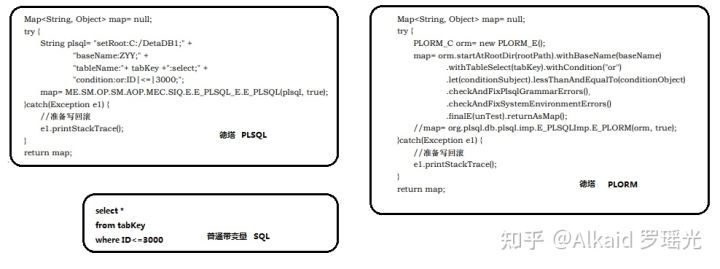 Map<String, Object> map= null;
try {
String plsql= "setRoot:C:/DetaDB1;" +
"baseName:ZYY;" +
"tableName:"+ tabKey +":select;" +
"condition:or:ID|<=|3000;";
map= ME.SM.OP.SM.AOP.MEC.SIQ.E.E_PLSQL_E.E_PLSQL(plsql, true);
}catch(Exception e1) {
//准备写回滚
e1.printStackTrace();
}
return map;
德塔 PLSQL
select *
from tabKey
where ID<=3000
普通带变量 SQL
Map<String, Object> map= null;
try {
PLORM_C orm= new PLORM_E();
map= orm.startAtRootDir(rootPath).withBaseName(baseName)
.withTableSelect(tabKey).withCondition("or")
.let(conditionSubject).lessThanAndEqualTo(conditionObject)
.checkAndFixPlsqlGrammarErrors()
.checkAndFixSystemEnvironmentErrors()
.finalE(unTest).returnAsMap();
//map= org.plsql.db.plsql.imp.E_PLSQLImp.E_PLORM(orm, true);
}catch(Exception e1) {
//准备写回滚
e1.printStackTrace();
}
return map;
德塔 PLORM
知乎 @Alkaid 罗瑶光